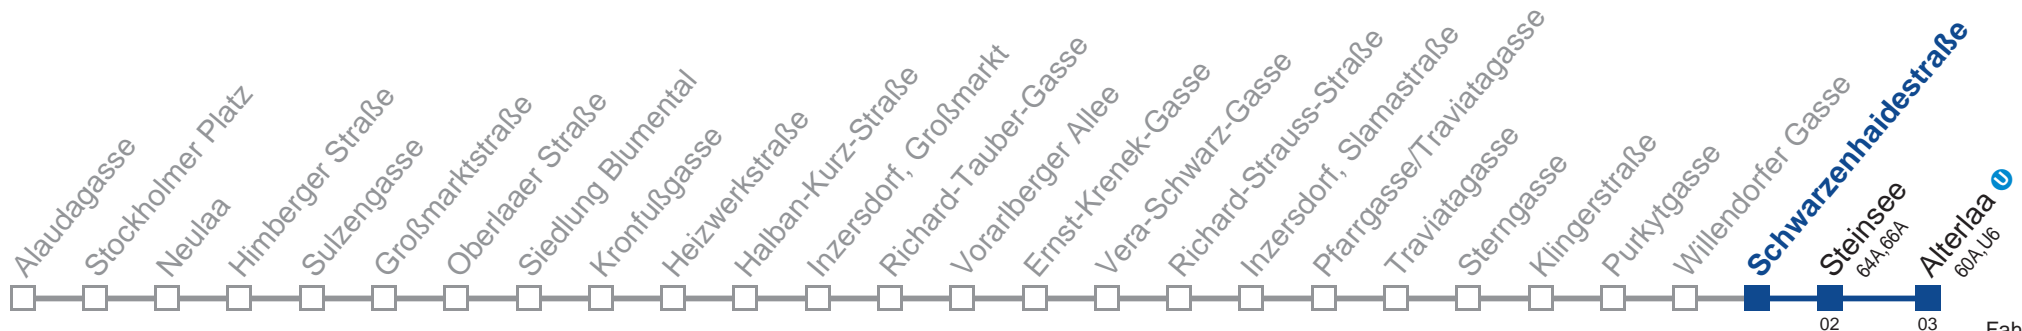 Alaudagasse
Stockholmer Platz
Neulaa
Himberger Straße
Sulzengasse
Großmarktstraße
Oberlaaer Straße
Siedlung Blumental
Kronfußgasse
Heizwerkstraße
Halban-Kurz-Straße
Inzersdorf, Großmarkt
Richard-Tauber-Gasse
Vorarlberger Allee
Ernst-Krenek-Gasse
Vera-Schwarz-Gasse
Richard-Strauss-Straße
Inzersdorf, Slamastraße
Pfarrgasse/Traviatagasse
Traviatagasse
Sterngasse
Klingerstraße
Purkytgasse
Willendorfer Gasse
Schwarzenhaidestraße
Steinsee
64A,66A
Alterlaa U
60A,U6
02
03
Fah